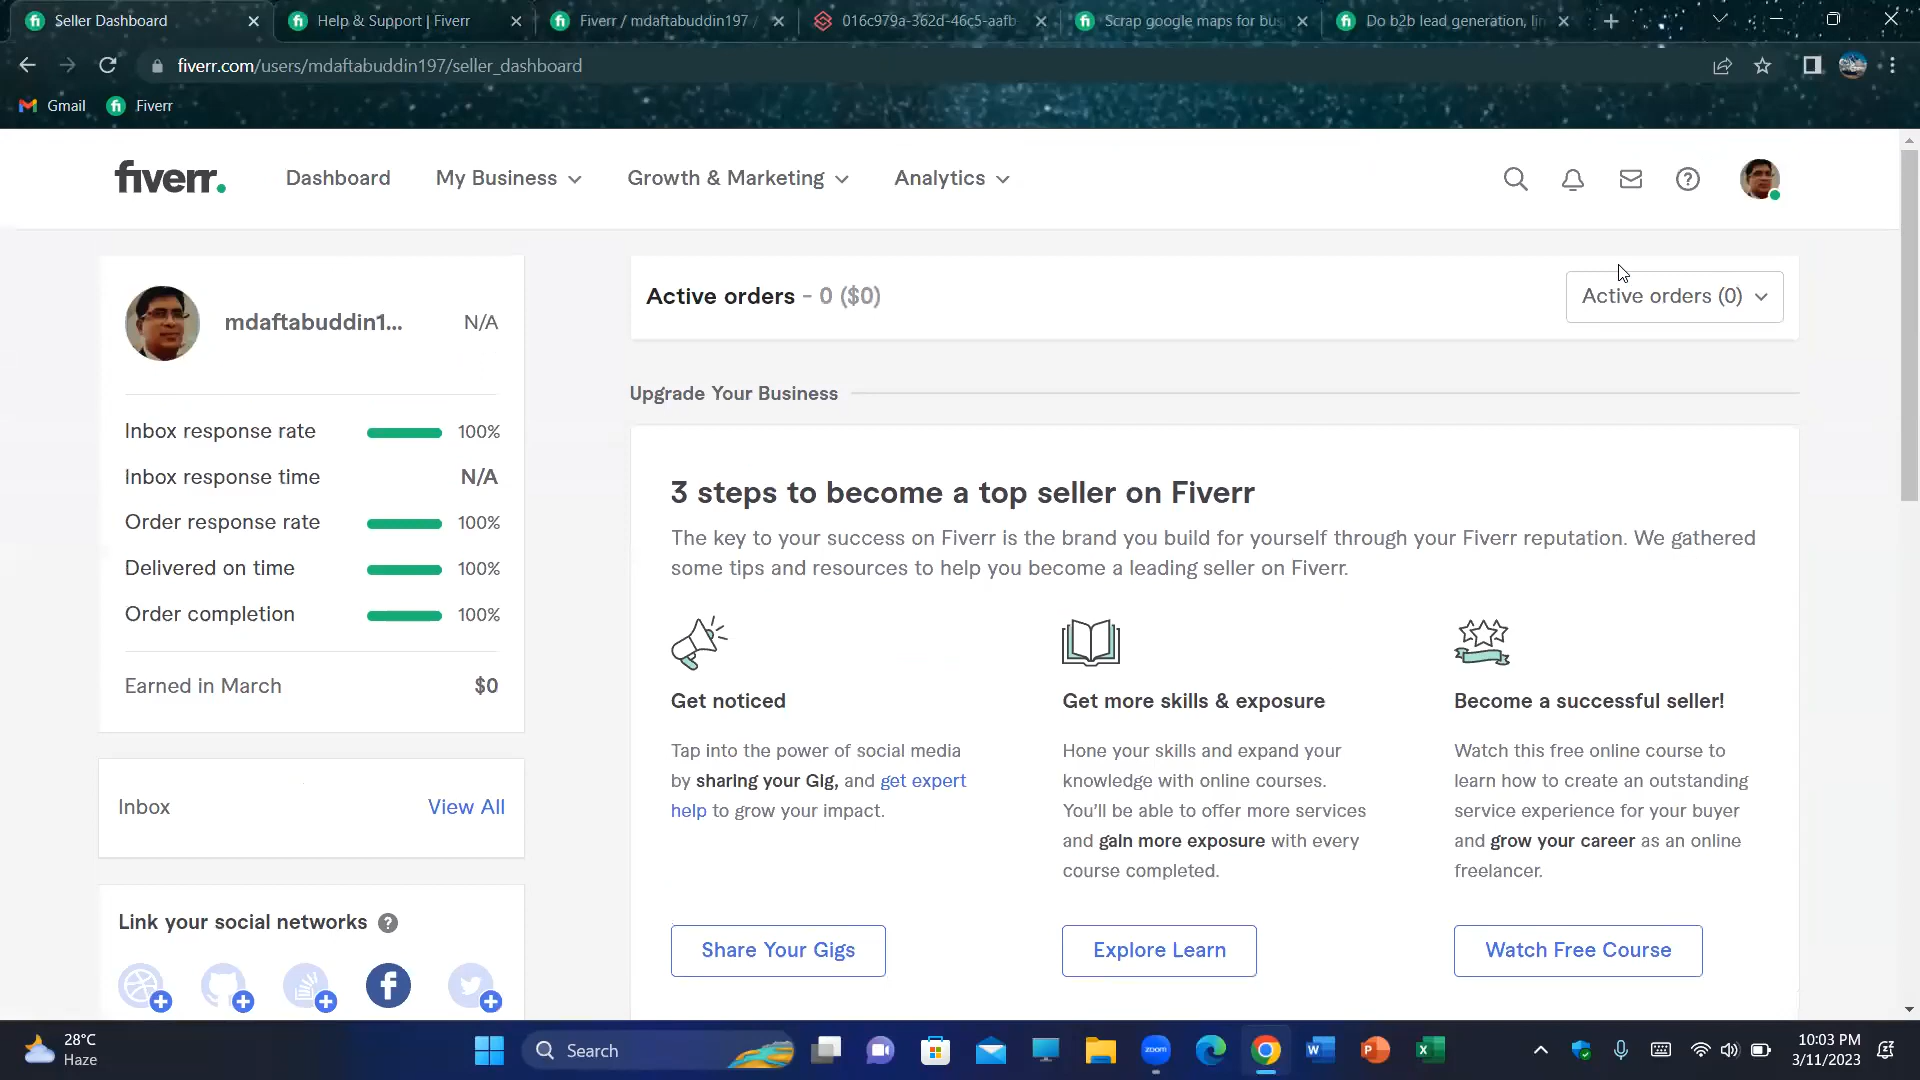 Seller Dashboard
Help & Support | Fiverr
Fiverr / mdaftabuddin197 /
016c979a-362d-46c5-aafb
Scrap google maps for bus
Do b2b lead generation, lin
fiverr.com/users/mdaftabuddin197/seller_dashboard
Gmail
Fiverr
fiverr.
Dashboard
My Business
Growth & Marketing
Analytics
mdaftabuddin1...
N/A
Inbox response rate
100%
Inbox response time
N/A
Order response rate
100%
Delivered on time
100%
Order completion
100%
Earned in March
$0
Inbox
View All
Link your social networks
Active orders - 0 ($0)
Active orders (0)
Upgrade Your Business
3 steps to become a top seller on Fiverr
The key to your success on Fiverr is the brand you build for yourself through your Fiverr reputation. We gathered
some tips and resources to help you become a leading seller on Fiverr.
Get noticed
Tap into the power of social media
by sharing your Gig, and get expert
help to grow your impact.
Share Your Gigs
Get more skills & exposure
Hone your skills and expand your
knowledge with online courses.
You'll be able to offer more services
and gain more exposure with every
course completed.
Explore Learn
Become a successful seller!
Watch this free online course to
learn how to create an outstanding
service experience for your buyer
and grow your career as an online
freelancer.
Watch Free Course
28°C
Haze
Search
zoom
10:03 PM
3/11/2023